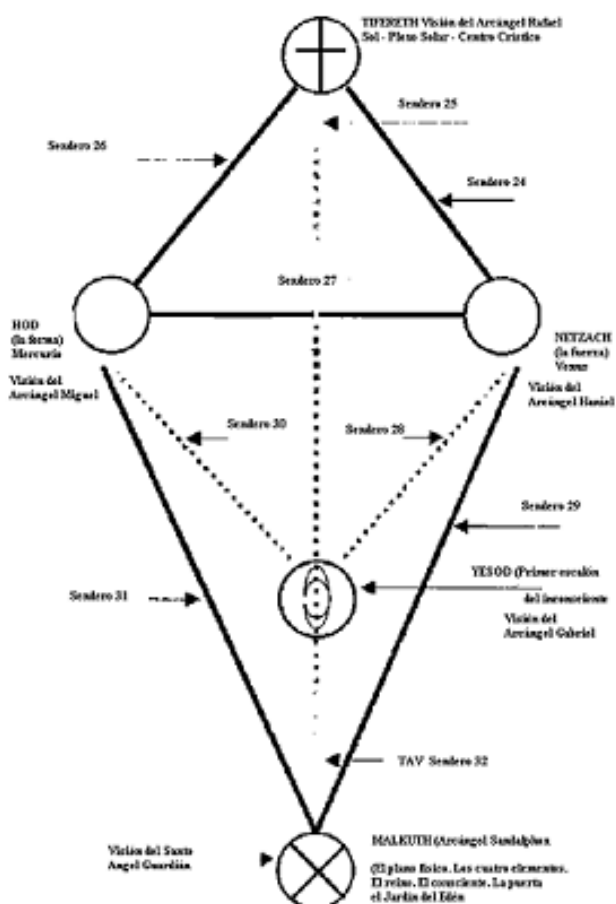 TIFERETH Visión del Arcángel Rafael
Sol - Plexo Solar - Centro Crístico
Sendero 25
Sendero 26
Sendero 24
Sendero 27
HOD
(la forma)
Mercurio
Visión del
Arcángel Miguel
NETZACH
(la fuerza)
Venus
Visión del
Arcángel Haniel
Sendero 30
Sendero 28
Sendero 29
YESOD (Primer escalón
del inconsciente
Visión del
Arcángel Gabriel
Sendero 31
TAV Sendero 32
Visión del Santo
Angel Guardián
MALKUTH (Arcángel Sandalphon
(El plano físico. Los cuatro elementos.
El reino. El consciente. La puerta
el Jardín del Edén